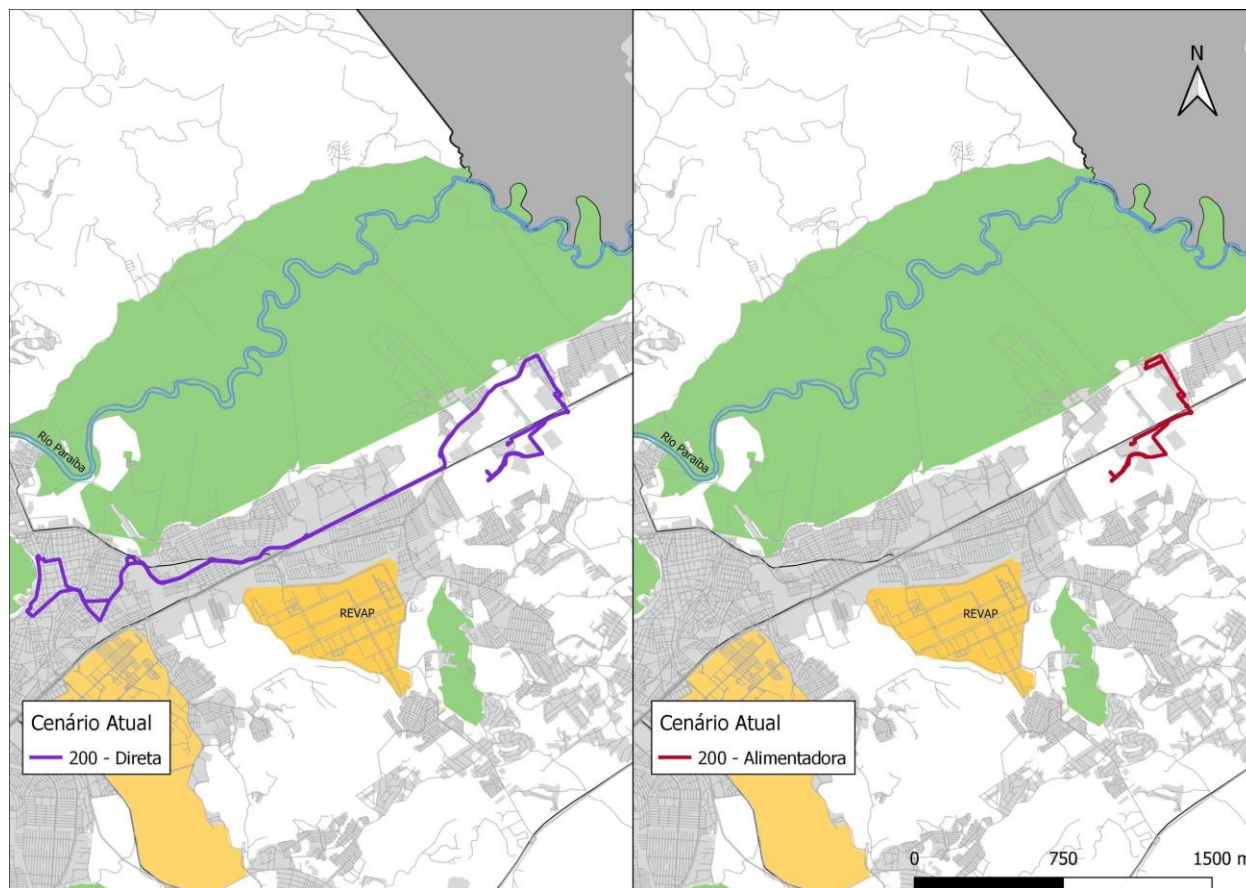 Rio Paraíba
REVAP
Cenário Atual
200 - Direta
N
Rio Paraíba
REVAP
Cenário Atual
200 - Alimentadora
0 750 1500 m